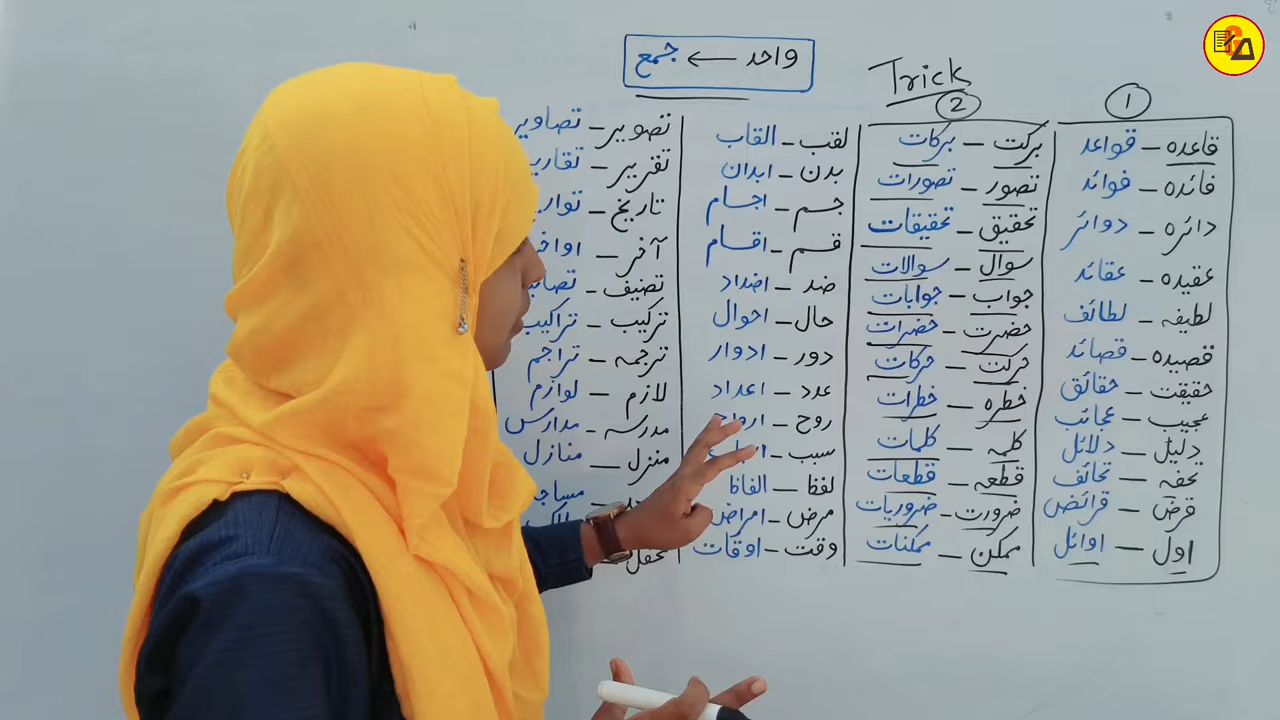 واحد ← جمع
Trick
1
قاعدہ – قواعد
فائدہ – فوائد
دائرہ – دوائر
عقیدہ – عقائد
لطیفہ – لطائف
قصیدہ – قصائد
حقیقت – حقائق
عجیب – عجائب
دلیل – دلائل
تحفہ – تحائف
فرض – فرائض
اول – اوائل
2
برکت – برکات
تصور – تصورات
تحقیق – تحقیقات
سوال – سوالات
جواب – جوابات
حضرت – حضرات
حرکت – حرکات
خطرہ – خطرات
کلمہ – کلمات
قطعہ – قطعات
ضرورت – ضروریات
ممکن – ممکنات
لقب – القاب
بدن – ابدان
جسم – اجسام
قسم – اقسام
ضد – اضداد
حال – احوال
دور – ادوار
عدد – اعداد
روح –
سبب –
لفظ – الفاظ
مرض – امراض
وقت – اوقات
تصویر – تصاویر
تقریر –
تاریخ –
آخر –
تصنیف –
ترکیب – تراکیب
ترجمہ – تراجم
لازم – لوازم
مدرسہ – مدارس
منزل – منازل